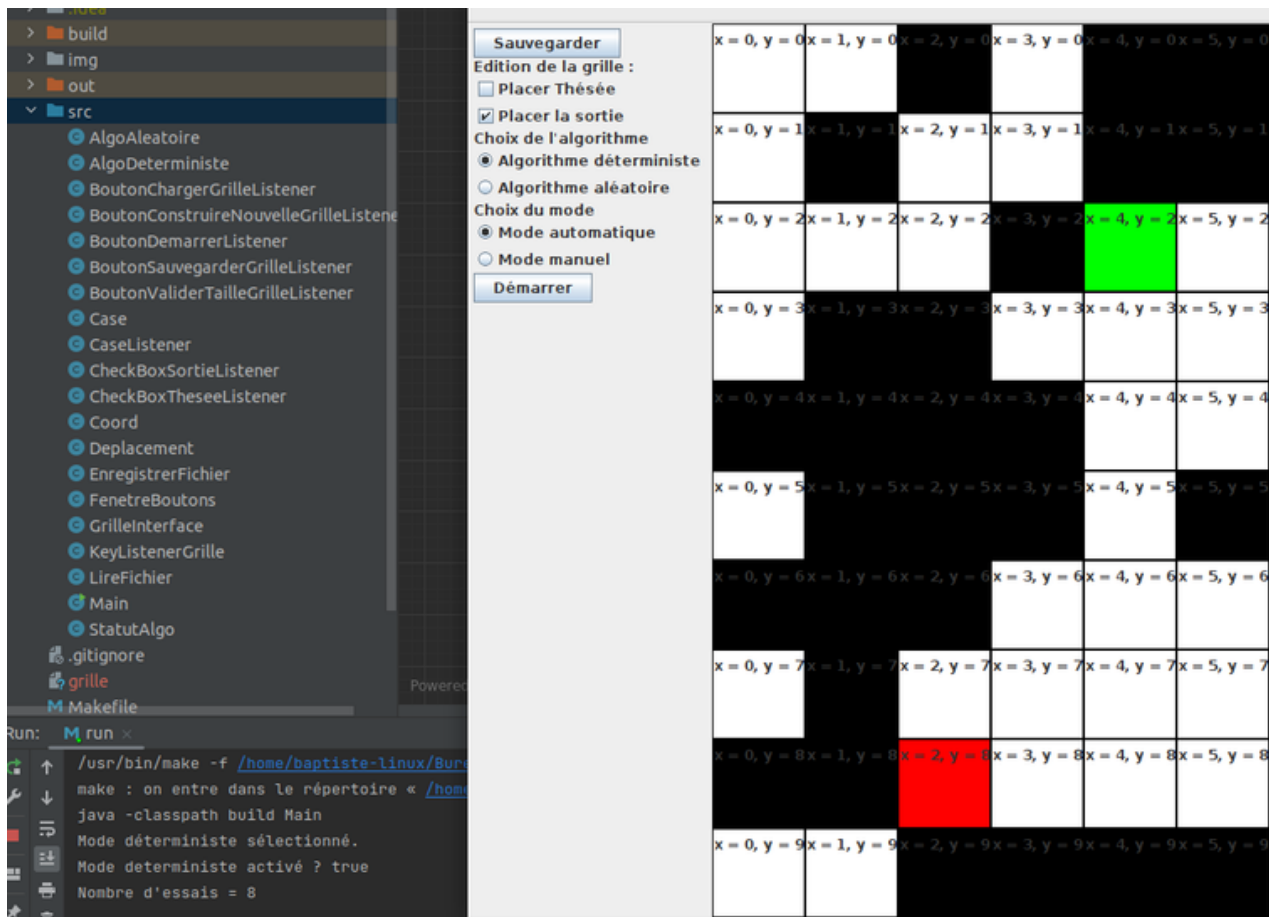 .idea
build
img
out
src
AlgoAleatoire
AlgoDeterministe
BoutonChargerGrilleListener
BoutonConstruireNouvelleGrilleListene
BoutonDemarrerListener
BoutonSauvegarderGrilleListener
BoutonValiderTailleGrilleListener
Case
CaseListener
CheckBoxSortieListener
CheckBoxTheseeListener
Coord
Deplacement
EnregistrerFichier
FenetreBoutons
GrilleInterface
KeyListenerGrille
LireFichier
Main
StatutAlgo
.gitignore
grille
Makefile
Powered
Run: run
/usr/bin/make -f /home/baptiste-linux/Bure
make : on entre dans le répertoire « /home
java -classpath build Main
Mode déterministe sélectionné.
Mode deterministe activé ? true
Nombre d'essais = 8
Sauvegarder
Edition de la grille :
Placer Thésée
Placer la sortie
Choix de l'algorithme
Algorithme déterministe
Algorithme aléatoire
Choix du mode
Mode automatique
Mode manuel
Démarrer
x = 0, y = 0 x = 1, y = 0 x = 2, y = 0 x = 3, y = 0 x = 4, y = 0 x = 5, y = 0
x = 0, y = 1 x = 1, y = 1 x = 2, y = 1 x = 3, y = 1 x = 4, y = 1 x = 5, y = 1
x = 0, y = 2 x = 1, y = 2 x = 2, y = 2 x = 3, y = 2 x = 4, y = 2 x = 5, y = 2
x = 0, y = 3 x = 1, y = 3 x = 2, y = 3 x = 3, y = 3 x = 4, y = 3 x = 5, y = 3
x = 0, y = 4 x = 1, y = 4 x = 2, y = 4 x = 3, y = 4 x = 4, y = 4 x = 5, y = 4
x = 0, y = 5 x = 1, y = 5 x = 2, y = 5 x = 3, y = 5 x = 4, y = 5 x = 5, y = 5
x = 0, y = 6 x = 1, y = 6 x = 2, y = 6 x = 3, y = 6 x = 4, y = 6 x = 5, y = 6
x = 0, y = 7 x = 1, y = 7 x = 2, y = 7 x = 3, y = 7 x = 4, y = 7 x = 5, y = 7
x = 0, y = 8 x = 1, y = 8 x = 2, y = 8 x = 3, y = 8 x = 4, y = 8 x = 5, y = 8
x = 0, y = 9 x = 1, y = 9 x = 2, y = 9 x = 3, y = 9 x = 4, y = 9 x = 5, y = 9